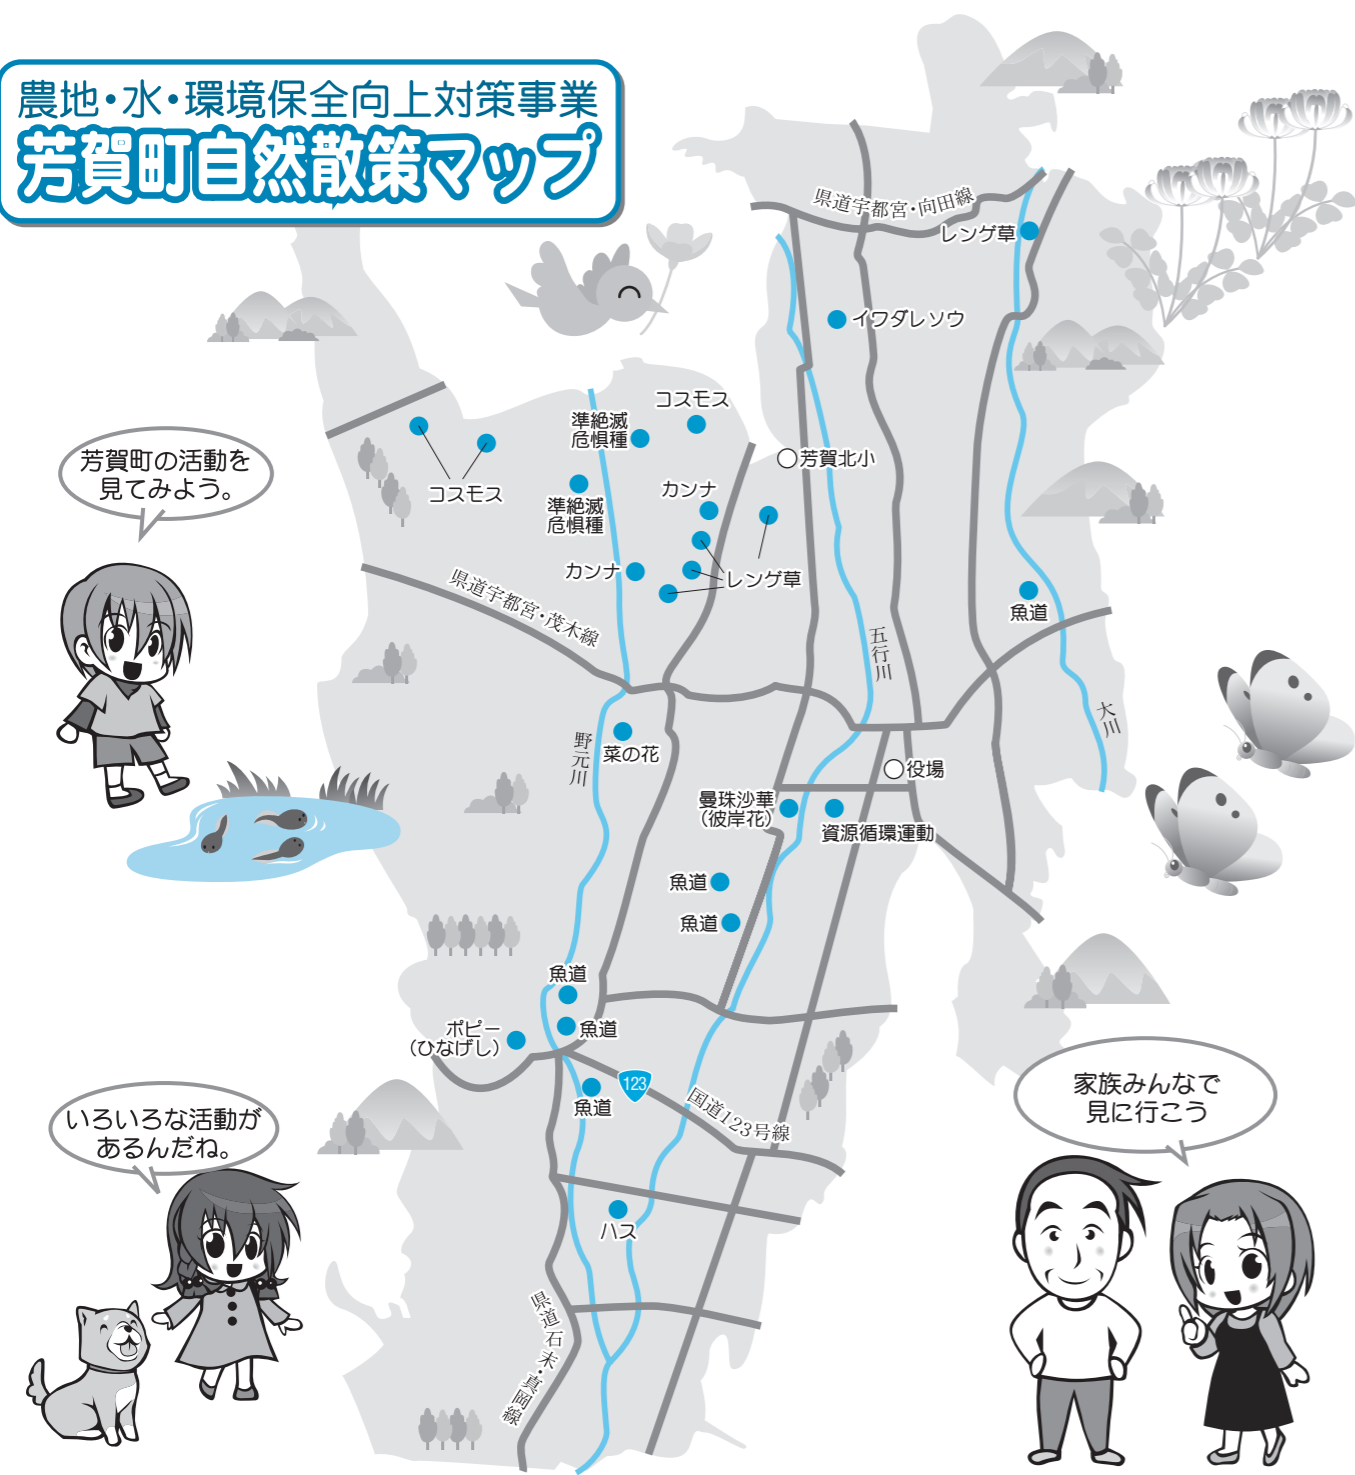 農地・水・環境保全向上対策事業
芳賀町自然散策マップ
県道宇都宮・向田線
レンゲ草
イワダレソウ
コスモス
準絶滅
危惧種
芳賀北小
コスモス
カンナ
準絶滅
危惧種
芳賀町の活動を
見てみよう。
カンナ
レンゲ草
県道宇都宮・茂木線
魚道
五行川
大川
野元川
菜の花
役場
曼珠沙華
（彼岸花）
資源循環運動
魚道
魚道
魚道
魚道
ポピー
（ひなげし）
123
国道123号線
魚道
家族みんなで
見に行こう
いろいろな活動が
あるんだね。
ハス
県道石末・真岡線